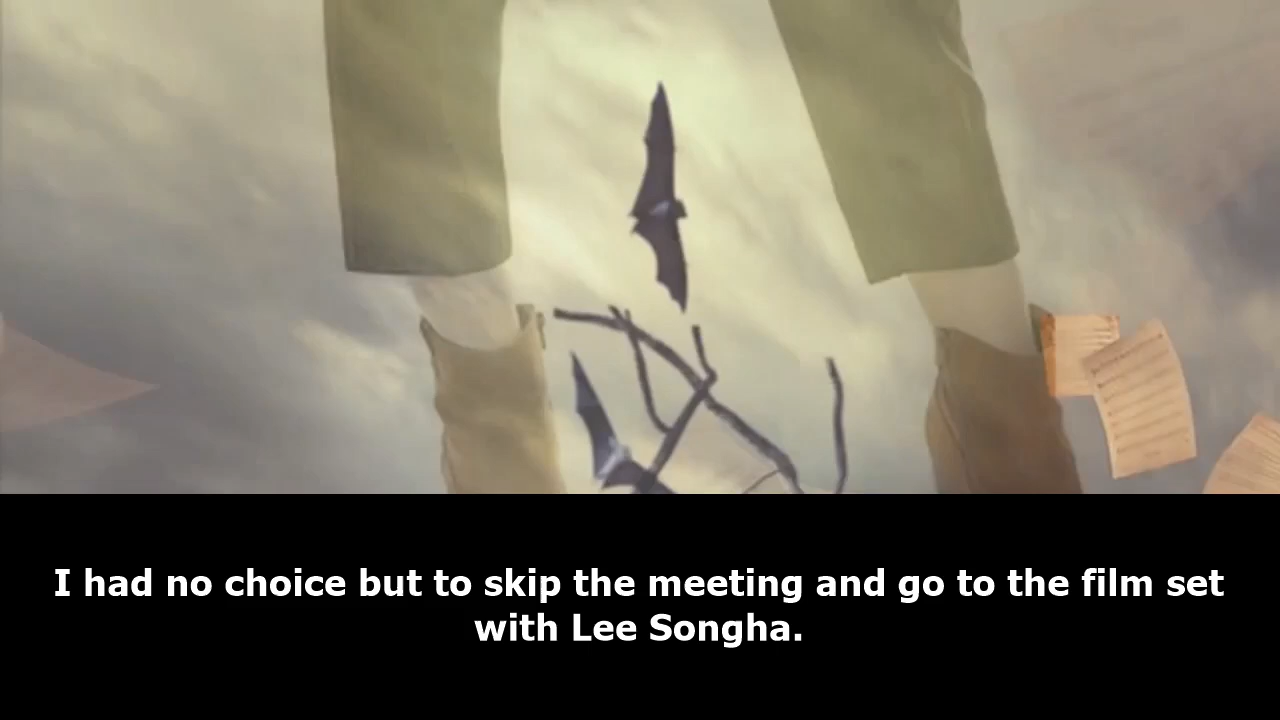 I had no choice but to skip the meeting and go to the film set
with Lee Songha.